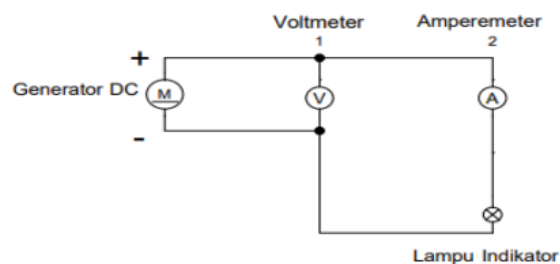 Voltmeter
1
Amperemeter
2
+
Generator DC
M
V
A
-
Lampu Indikator